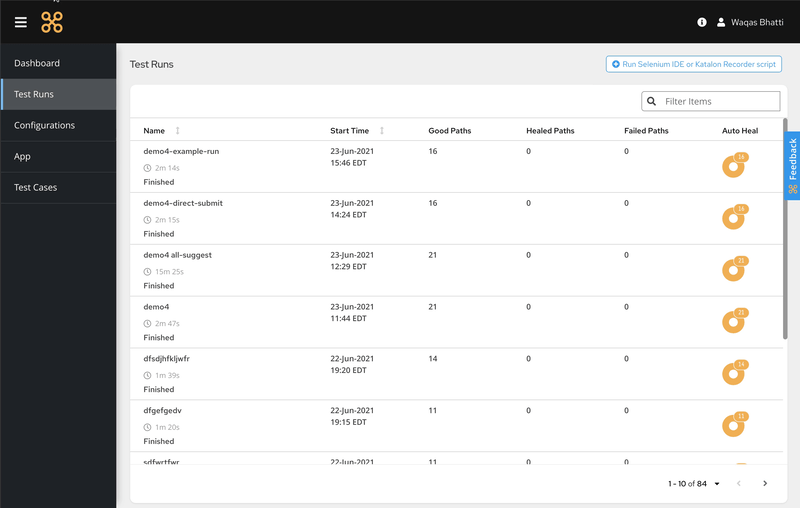 Waqas Bhatti
Dashboard
Test Runs
Configurations
App
Test Cases
Test Runs
Run Selenium IDE or Katalon Recorder script
Filter Items
Name Start Time Good Paths Healed Paths Failed Paths Auto Heal
demo4-example-run 23-Jun-2021 16 0 0 16
15:46 EDT
2m 14s
Finished
demo4-direct-submit 23-Jun-2021 16 0 0 16
14:24 EDT
2m 15s
Finished
demo4 all-suggest 23-Jun-2021 21 0 0 21
12:29 EDT
15m 25s
Finished
demo4 23-Jun-2021 21 0 0 21
11:44 EDT
2m 47s
Finished
dfsdjhfkljwfr 22-Jun-2021 14 0 0 14
19:20 EDT
1m 39s
Finished
dfgefgedv 22-Jun-2021 11 0 0 11
19:15 EDT
1m 20s
Finished
sdfwrtfwr 22-Jun-2021 11 0 0
1 - 10 of 84
Feedback